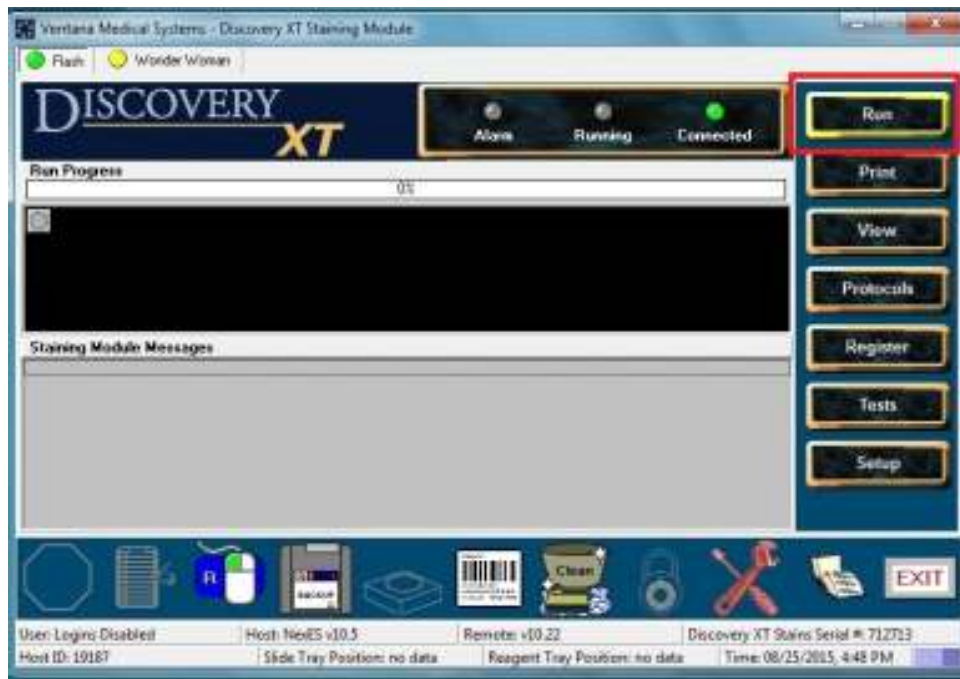 Ventana Medical Systems - Discovery XT Staining Module
Flash
Wonder Woman
DISCOVERY
XT
Alarm
Running
Connected
Run
Print
View
Protocols
Register
Tests
Setup
Run Progress
0%
Staining Module Messages
R
BACKUP
Clean
EXIT
User: Logins Disabled
Host: NexES v10.5
Remote: v10.22
Discovery XT Stains Serial #: 712713
Host ID: 19187
Slide Tray Position: no data
Reagent Tray Position: no data
Time: 08/25/2015, 4:48 PM